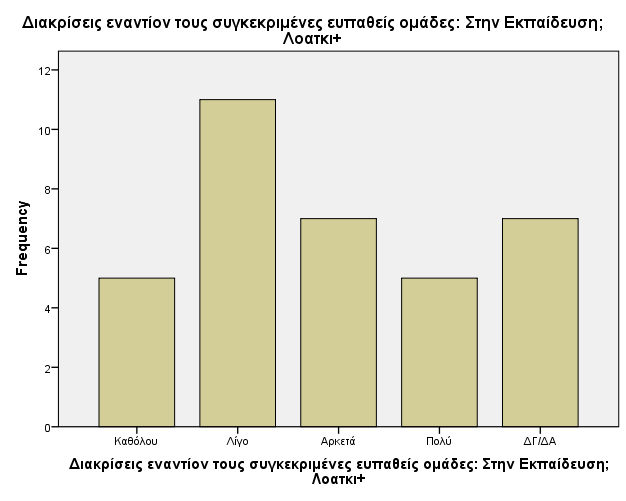 Διακρίσεις εναντίον τους συγκεκριμένες ευπαθείς ομάδες: Στην Εκπαίδευση;
Λοατκι+
12
10
8
6
4
2
0
Frequency
Καθόλου Λίγο Αρκετά Πολύ ΔΓ/ΔΑ
Διακρίσεις εναντίον τους συγκεκριμένες ευπαθείς ομάδες: Στην Εκπαίδευση;
Λοατκι+